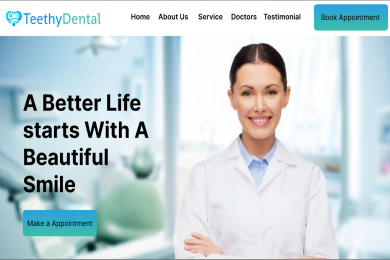 TeethyDental
Home About Us Service Doctors Testimonial
Book Appointment
A Better Life
starts With A
Beautiful
Smile
Make a Appointment